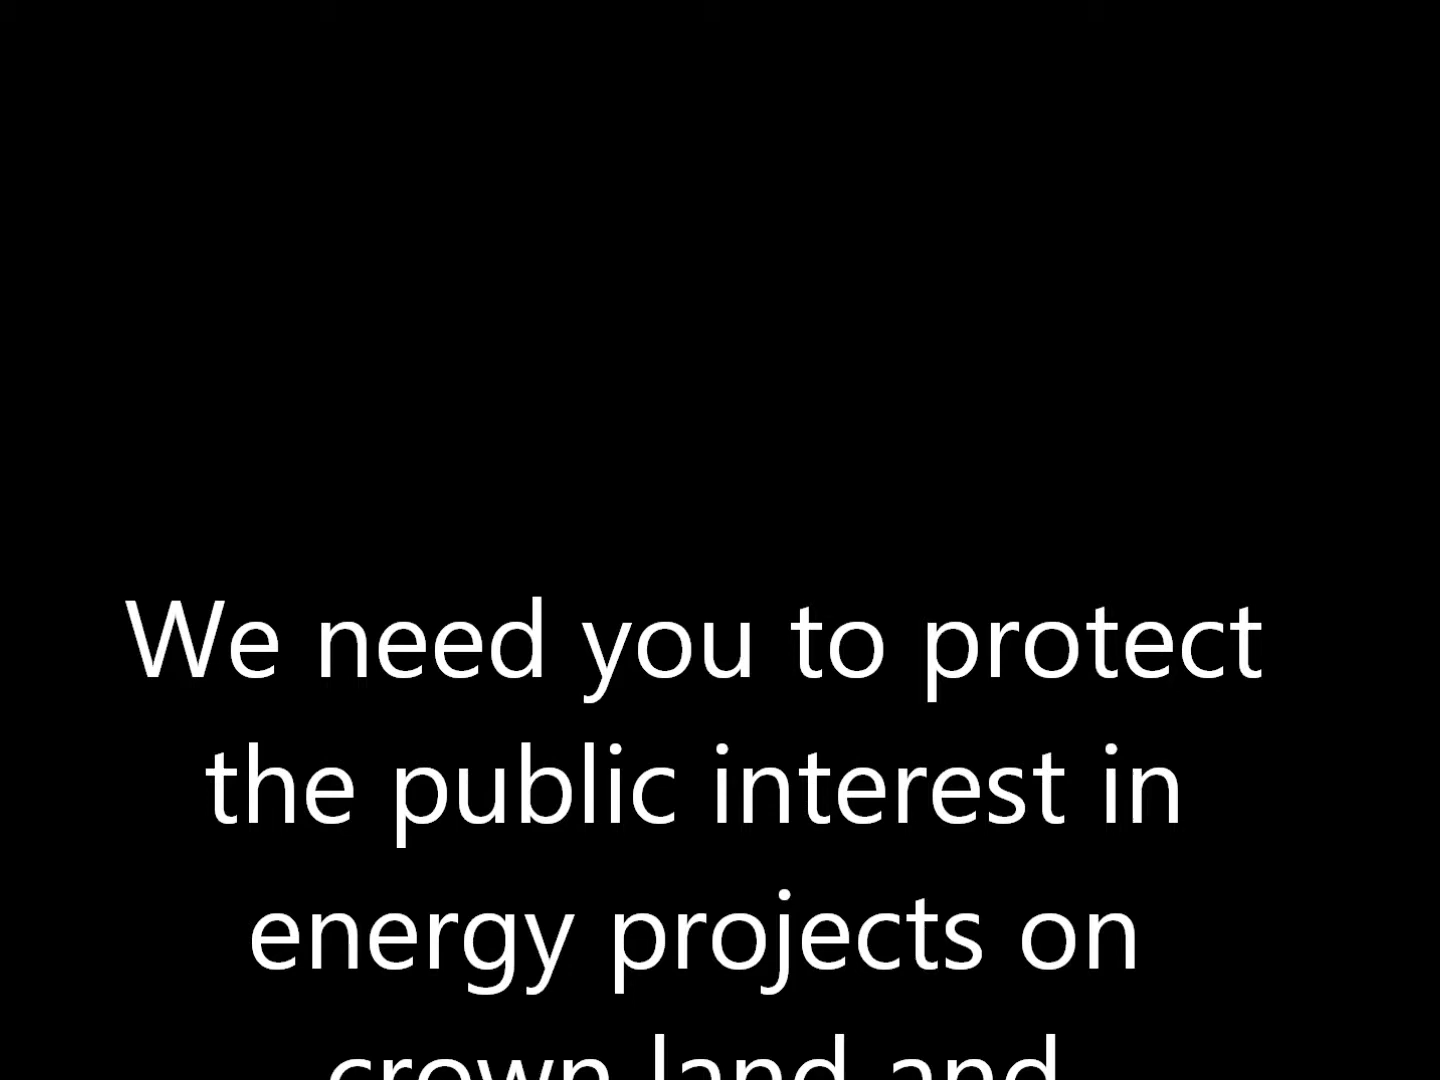 We need you to protect
the public interest in
energy projects on
crown land and